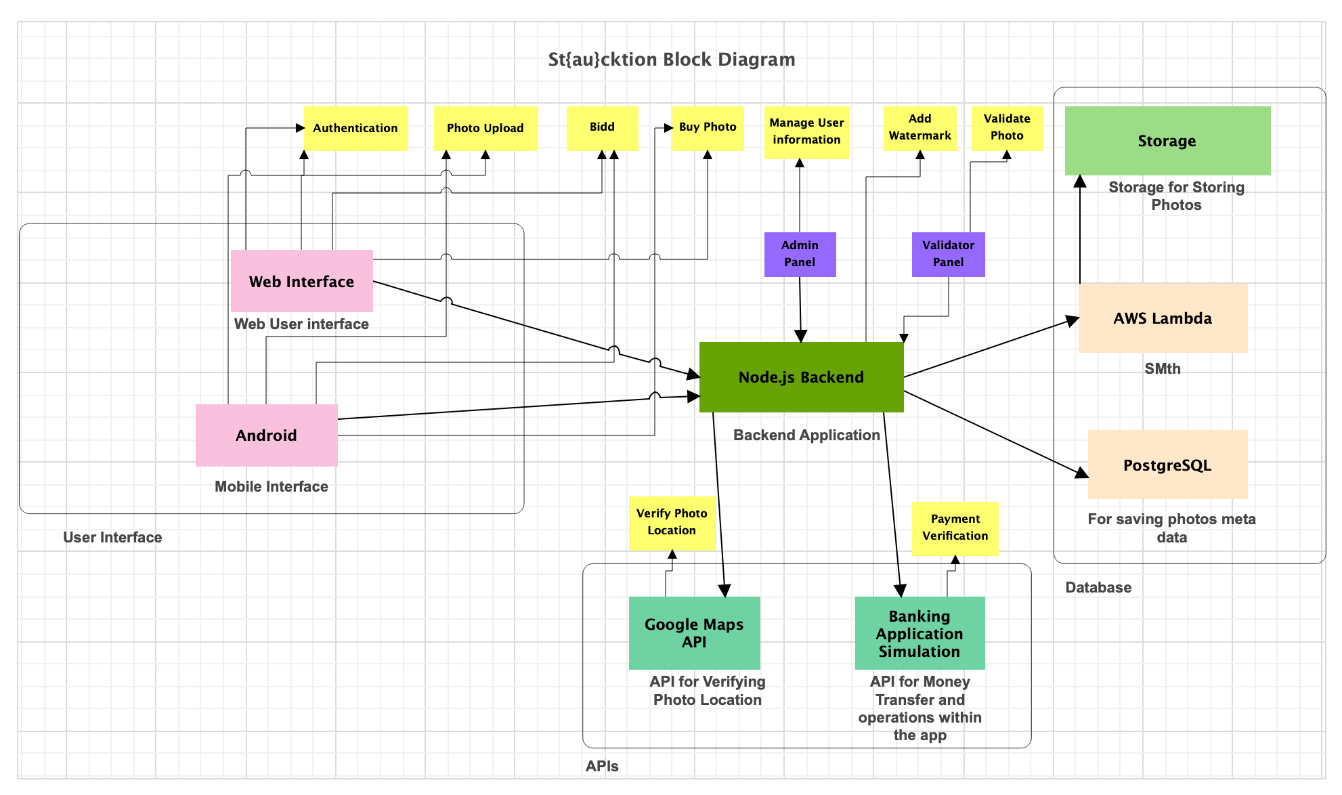 St{au}cktion Block Diagram
Authentication
Photo Upload
Bidd
Buy Photo
Manage User
information
Add
Watermark
Validate
Photo
Storage
Storage for Storing
Photos
Admin
Panel
Validator
Panel
Web Interface
Web User interface
AWS Lambda
SMth
Node.js Backend
Backend Application
Android
Mobile Interface
User Interface
PostgreSQL
For saving photos meta
data
Database
Verify Photo
Location
Payment
Verification
Google Maps
API
API for Verifying
Photo Location
Banking
Application
Simulation
API for Money
Transfer and
operations within
the app
APIs